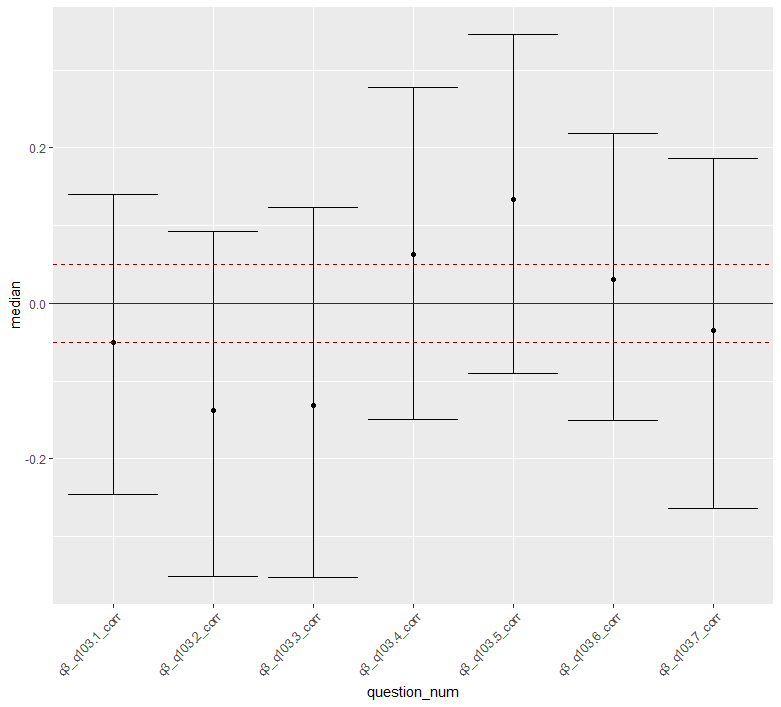 0.2
0.0
-0.2
median
q3_q103.1_corr
q3_q103.2_corr
q3_q103.3_corr
q3_q103.4_corr
q3_q103.5_corr
q3_q103.6_corr
q3_q103.7_corr
question_num